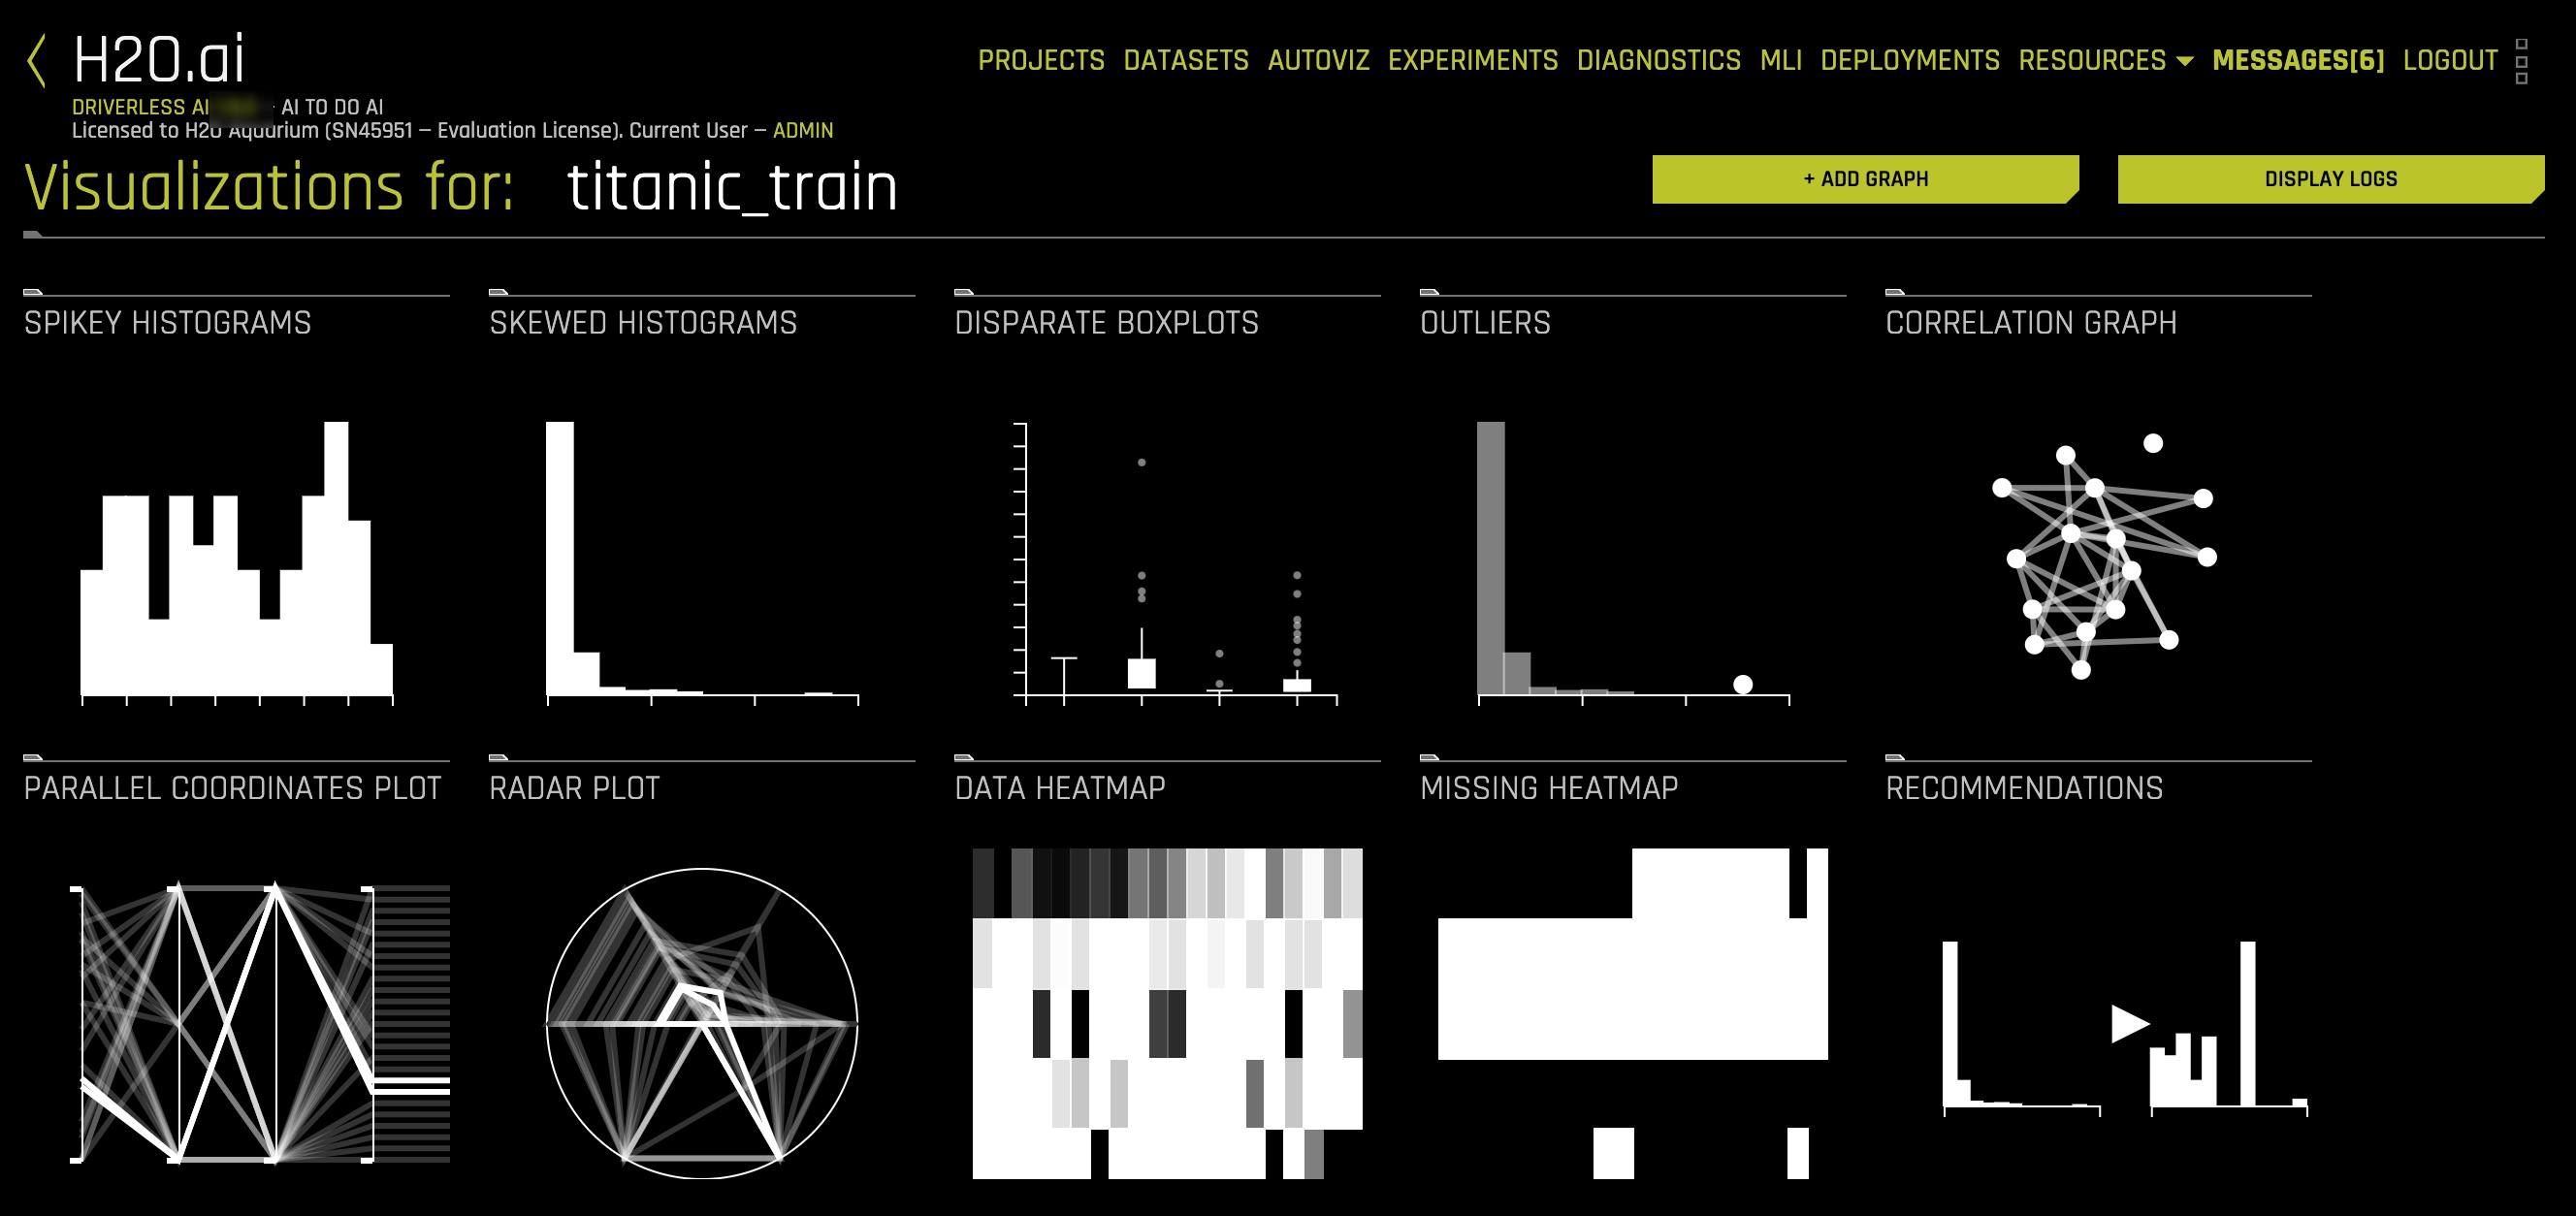 H2O.ai
PROJECTS DATASETS AUTOVIZ EXPERIMENTS DIAGNOSTICS MLI DEPLOYMENTS RESOURCES MESSAGES[6] LOGOUT
DRIVERLESS AI - AI TO DO AI
Licensed to H2O Aquarium (SN45951 – Evaluation License). Current User – ADMIN
Visualizations for: titanic_train
+ ADD GRAPH
DISPLAY LOGS
SPIKEY HISTOGRAMS
SKEWED HISTOGRAMS
DISPARATE BOXPLOTS
OUTLIERS
CORRELATION GRAPH
PARALLEL COORDINATES PLOT
RADAR PLOT
DATA HEATMAP
MISSING HEATMAP
RECOMMENDATIONS